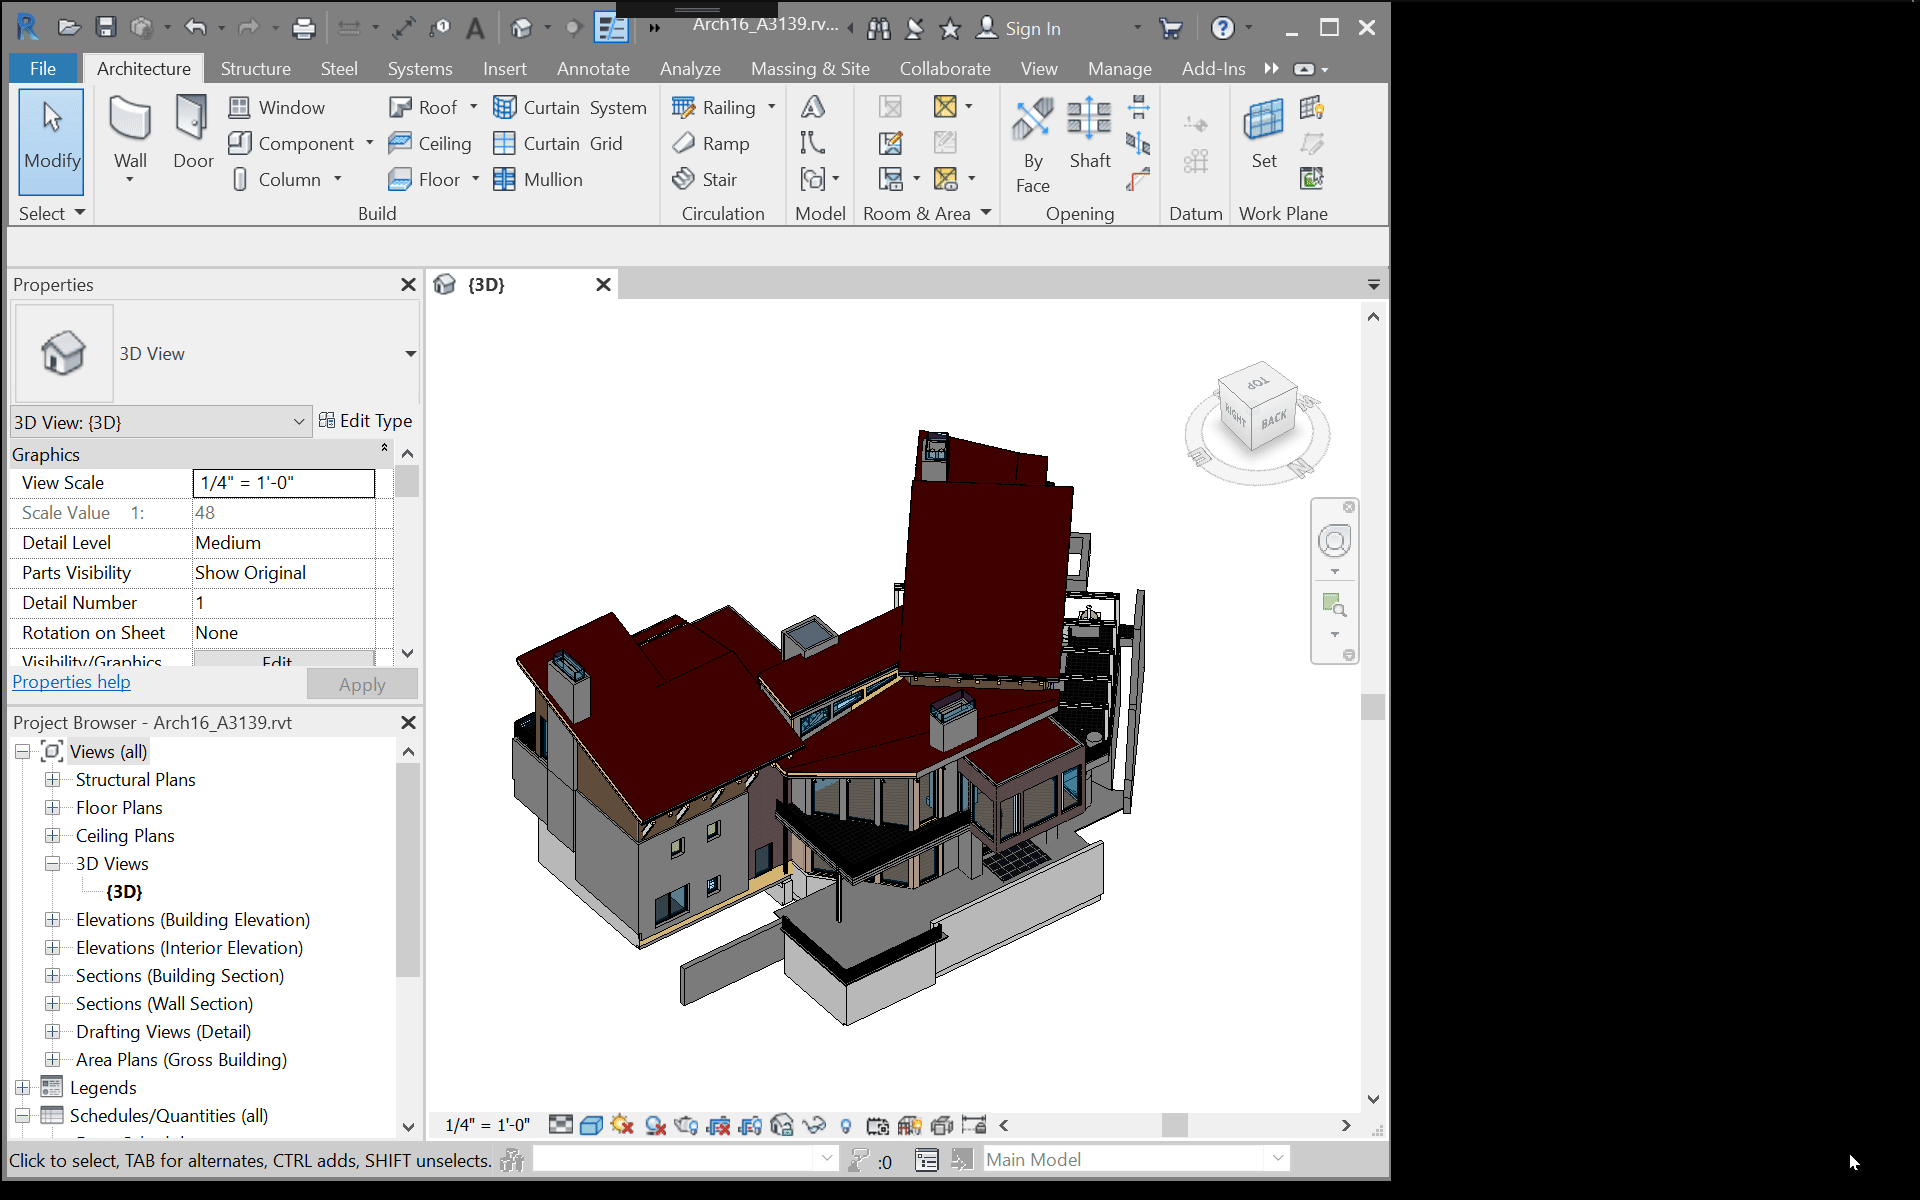 Arch16_A3139.rv...
Sign In
File
Architecture
Structure
Steel
Systems
Insert
Annotate
Analyze
Massing & Site
Collaborate
View
Manage
Add-Ins
Modify
Wall
Door
Window
Component
Column
Roof
Ceiling
Floor
Curtain System
Curtain Grid
Mullion
Railing
Ramp
Stair
By
Face
Shaft
Set
Select
Build
Circulation
Model
Room & Area
Opening
Datum
Work Plane
Properties
{3D}
3D View
3D View: {3D}
Edit Type
Graphics
View Scale 1/4" = 1'-0"
Scale Value 1: 48
Detail Level Medium
Parts Visibility Show Original
Detail Number 1
Rotation on Sheet None
Visibility/Graphics Edit
Properties help
Apply
TOP
RIGHT
BACK
E
N
Project Browser - Arch16_A3139.rvt
Views (all)
Structural Plans
Floor Plans
Ceiling Plans
3D Views
{3D}
Elevations (Building Elevation)
Elevations (Interior Elevation)
Sections (Building Section)
Sections (Wall Section)
Drafting Views (Detail)
Area Plans (Gross Building)
Legends
Schedules/Quantities (all)
1/4" = 1'-0"
Click to select, TAB for alternates, CTRL adds, SHIFT unselects.
:0
Main Model